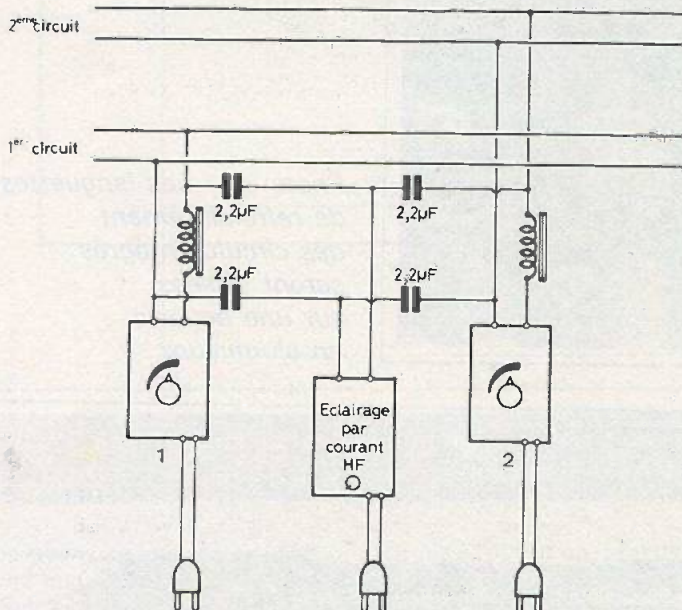 2ème circuit
1er circuit
2,2µF
2,2µF
2,2µF
2,2µF
1
Eclairage
par
courant
HF
2